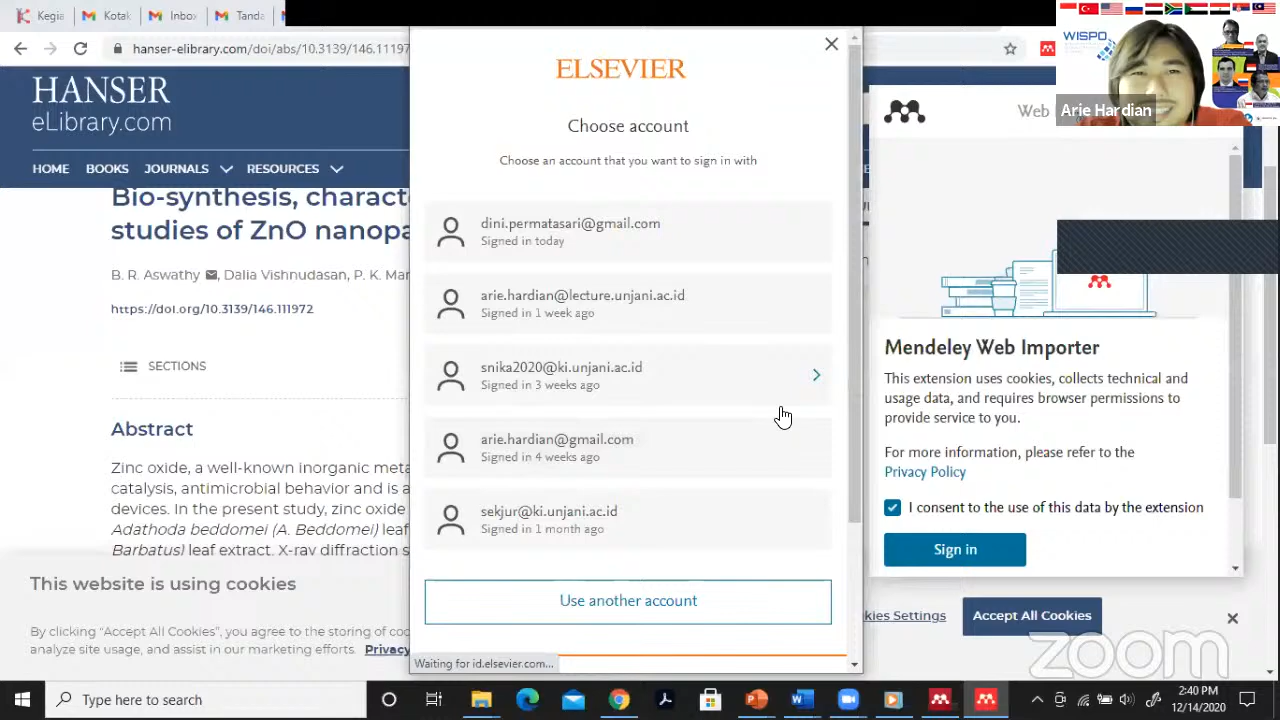 Kegia
Kotak
Inbox
Tanda
hanser-elibrary.com/doi/abs/10.3139/146.11197
HANSER
eLibrary.com
HOME
BOOKS
JOURNALS
RESOURCES
Bio-synthesis, characte
studies of ZnO nanopa
B. R. Aswathy
, Dalia Vishnudasan, P. K. Mar
https://doi.org/10.3139/146.111972
SECTIONS
Abstract
Zinc oxide, a well-known inorganic meta
catalysis, antimicrobial behavior and is a
devices. In the present study, zinc oxide
Adathoda beddomei (A. Beddomei) leaf
Barbatus) leaf extract. X-ray diffraction s
This website is using cookies
By clicking "Accept All Cookies", you agree to the storing of coo
analyze site usage, and assist in our marketing efforts. Privacy
ELSEVIER
Choose account
Choose an account that you want to sign in with
dini.permatasari@gmail.com
Signed in today
arie.hardian@lecture.unjani.ac.id
Signed in 1 week ago
snika2020@ki.unjani.ac.id
Signed in 3 weeks ago
arie.hardian@gmail.com
Signed in 4 weeks ago
sekjur@ki.unjani.ac.id
Signed in 1 month ago
Use another account
Waiting for id.elsevier.com...
Web
WISPO
Arie Hardian
Mendeley Web Importer
This extension uses cookies, collects technical and
usage data, and requires browser permissions to
provide service to you.
For more information, please refer to the
Privacy Policy
I consent to the use of this data by the extension
Sign in
kies Settings
Accept All Cookies
zoom
Type here to search
2:40 PM
12/14/2020